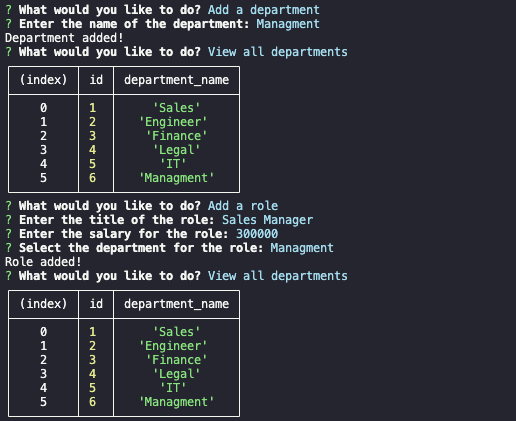 ? What would you like to do? Add a department
? Enter the name of the department: Managment
Department added!
? What would you like to do? View all departments
(index) id department_name
0 1 'Sales'
1 2 'Engineer'
2 3 'Finance'
3 4 'Legal'
4 5 'IT'
5 6 'Managment'
? What would you like to do? Add a role
? Enter the title of the role: Sales Manager
? Enter the salary for the role: 300000
? Select the department for the role: Managment
Role added!
? What would you like to do? View all departments
(index) id department_name
0 1 'Sales'
1 2 'Engineer'
2 3 'Finance'
3 4 'Legal'
4 5 'IT'
5 6 'Managment'